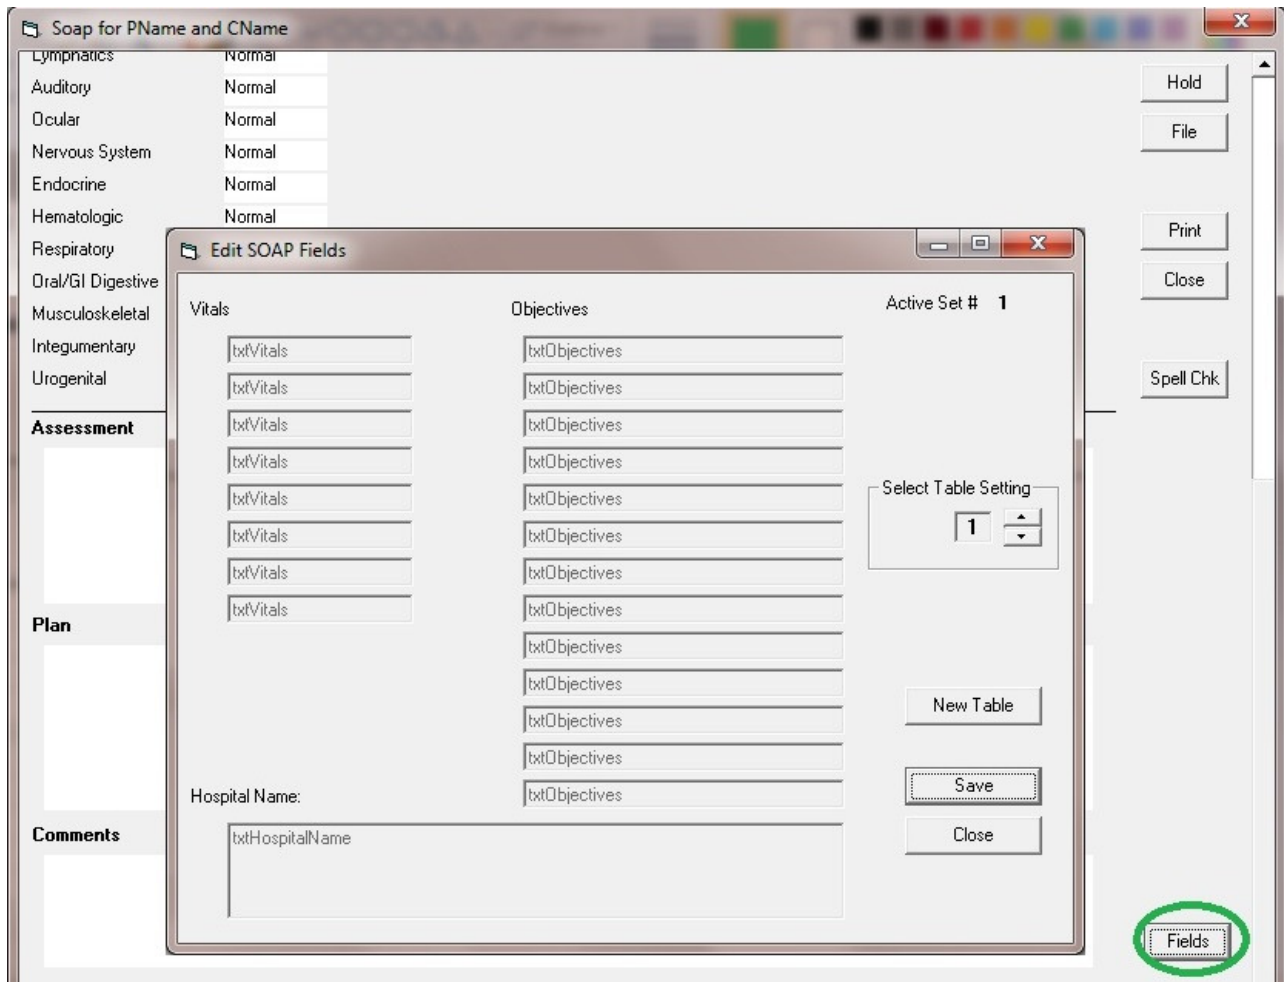 Soap for PName and CName
Lymphatics Normal
Auditory Normal
Ocular Normal
Nervous System Normal
Endocrine Normal
Hematologic Normal
Respiratory
Oral/GI Digestive
Musculoskeletal
Integumentary
Urogenital
Assessment
Plan
Comments
Hold
File
Print
Close
Spell Chk
Fields
Edit SOAP Fields
Vitals
txtVitals
txtVitals
txtVitals
txtVitals
txtVitals
txtVitals
txtVitals
txtVitals
Objectives
txtObjectives
txtObjectives
txtObjectives
txtObjectives
txtObjectives
txtObjectives
txtObjectives
txtObjectives
txtObjectives
txtObjectives
txtObjectives
txtObjectives
txtObjectives
Hospital Name:
txtHospitalName
Active Set # 1
Select Table Setting
1
New Table
Save
Close